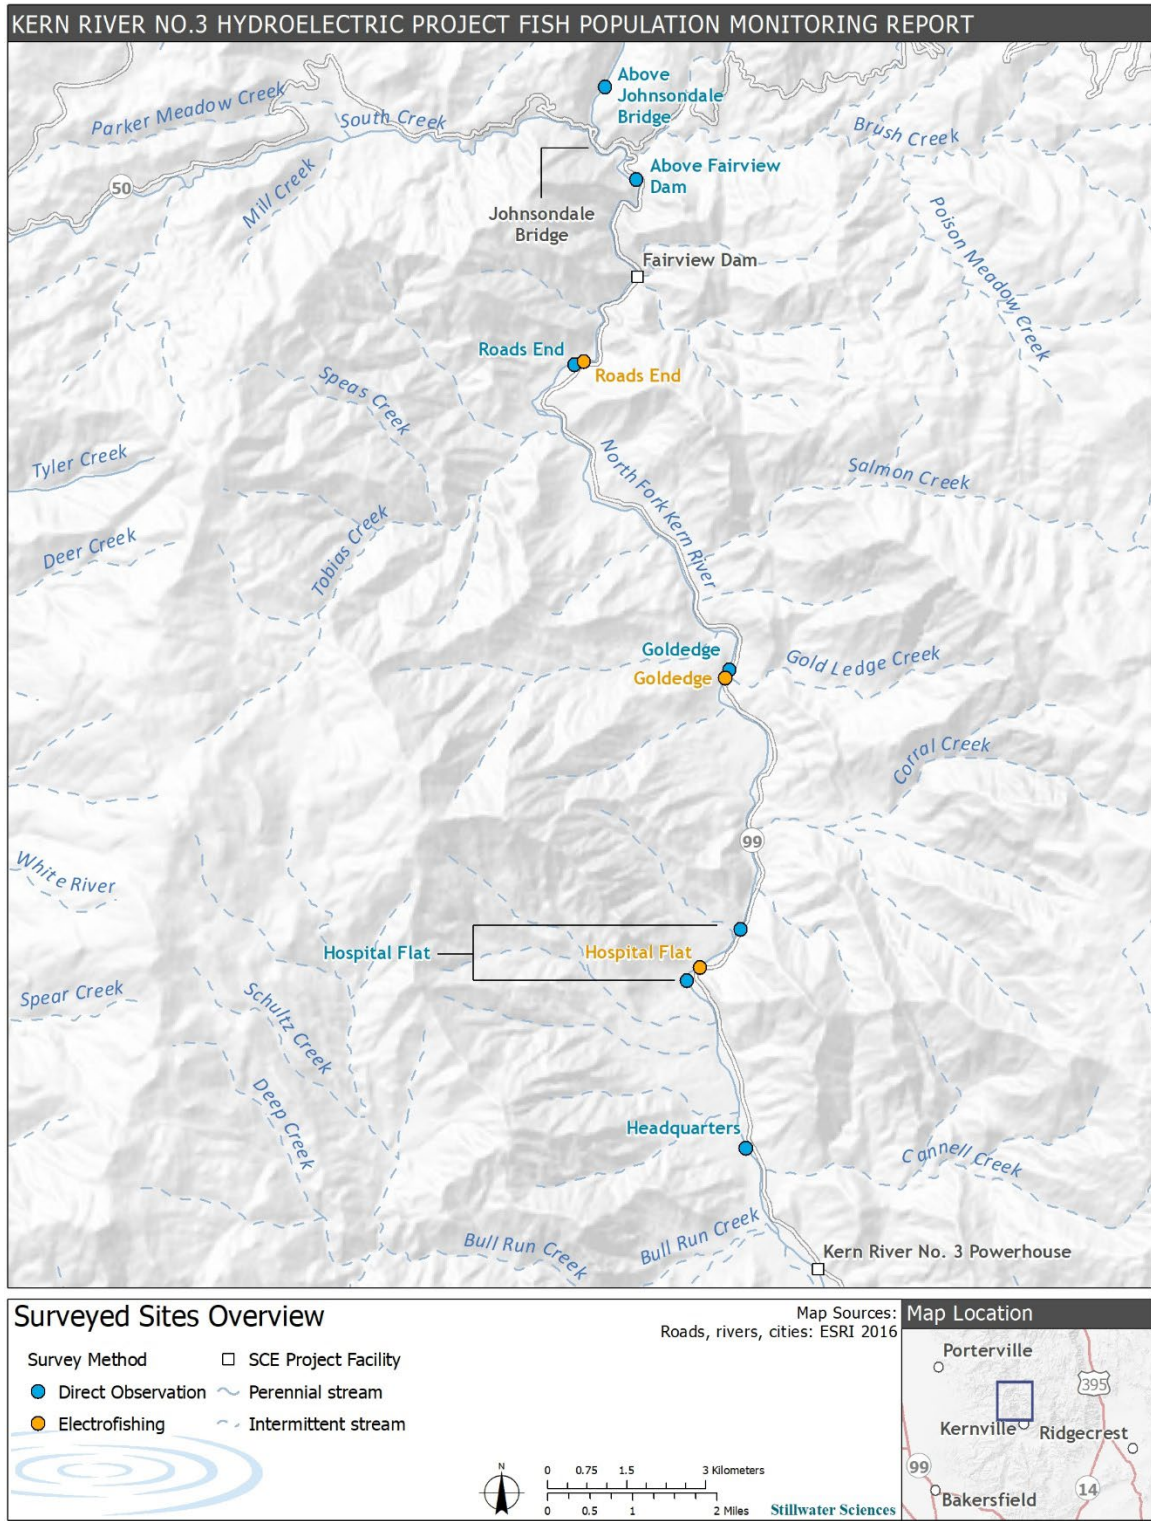 KERN RIVER NO.3 HYDROELECTRIC PROJECT FISH POPULATION MONITORING REPORT
Above
Johnsondale
Bridge
Parker Meadow Creek
South Creek
Brush Creek
Above Fairview
Dam
50
Mill Creek
Johnsondale
Bridge
Poison Meadow Creek
Fairview Dam
Roads End
Roads End
Speas Creek
North Fork Kern River
Tyler Creek
Salmon Creek
Deer Creek
Tobias Creek
Goldedge
Gold Ledge Creek
Goldedge
Corral Creek
99
White River
Hospital Flat
Hospital Flat
Spear Creek
Schultz Creek
Deep Creek
Headquarters
Cannell Creek
Bull Run Creek
Bull Run Creek
Kern River No. 3 Powerhouse
Surveyed Sites Overview
Survey Method
SCE Project Facility
Direct Observation
Perennial stream
Electrofishing
Intermittent stream
Map Sources:
Roads, rivers, cities: ESRI 2016
N
0 0.75 1.5 3 Kilometers
0 0.5 1 2 Miles
Stillwater Sciences
Map Location
Porterville
395
Kernville
Ridgecrest
99
14
Bakersfield